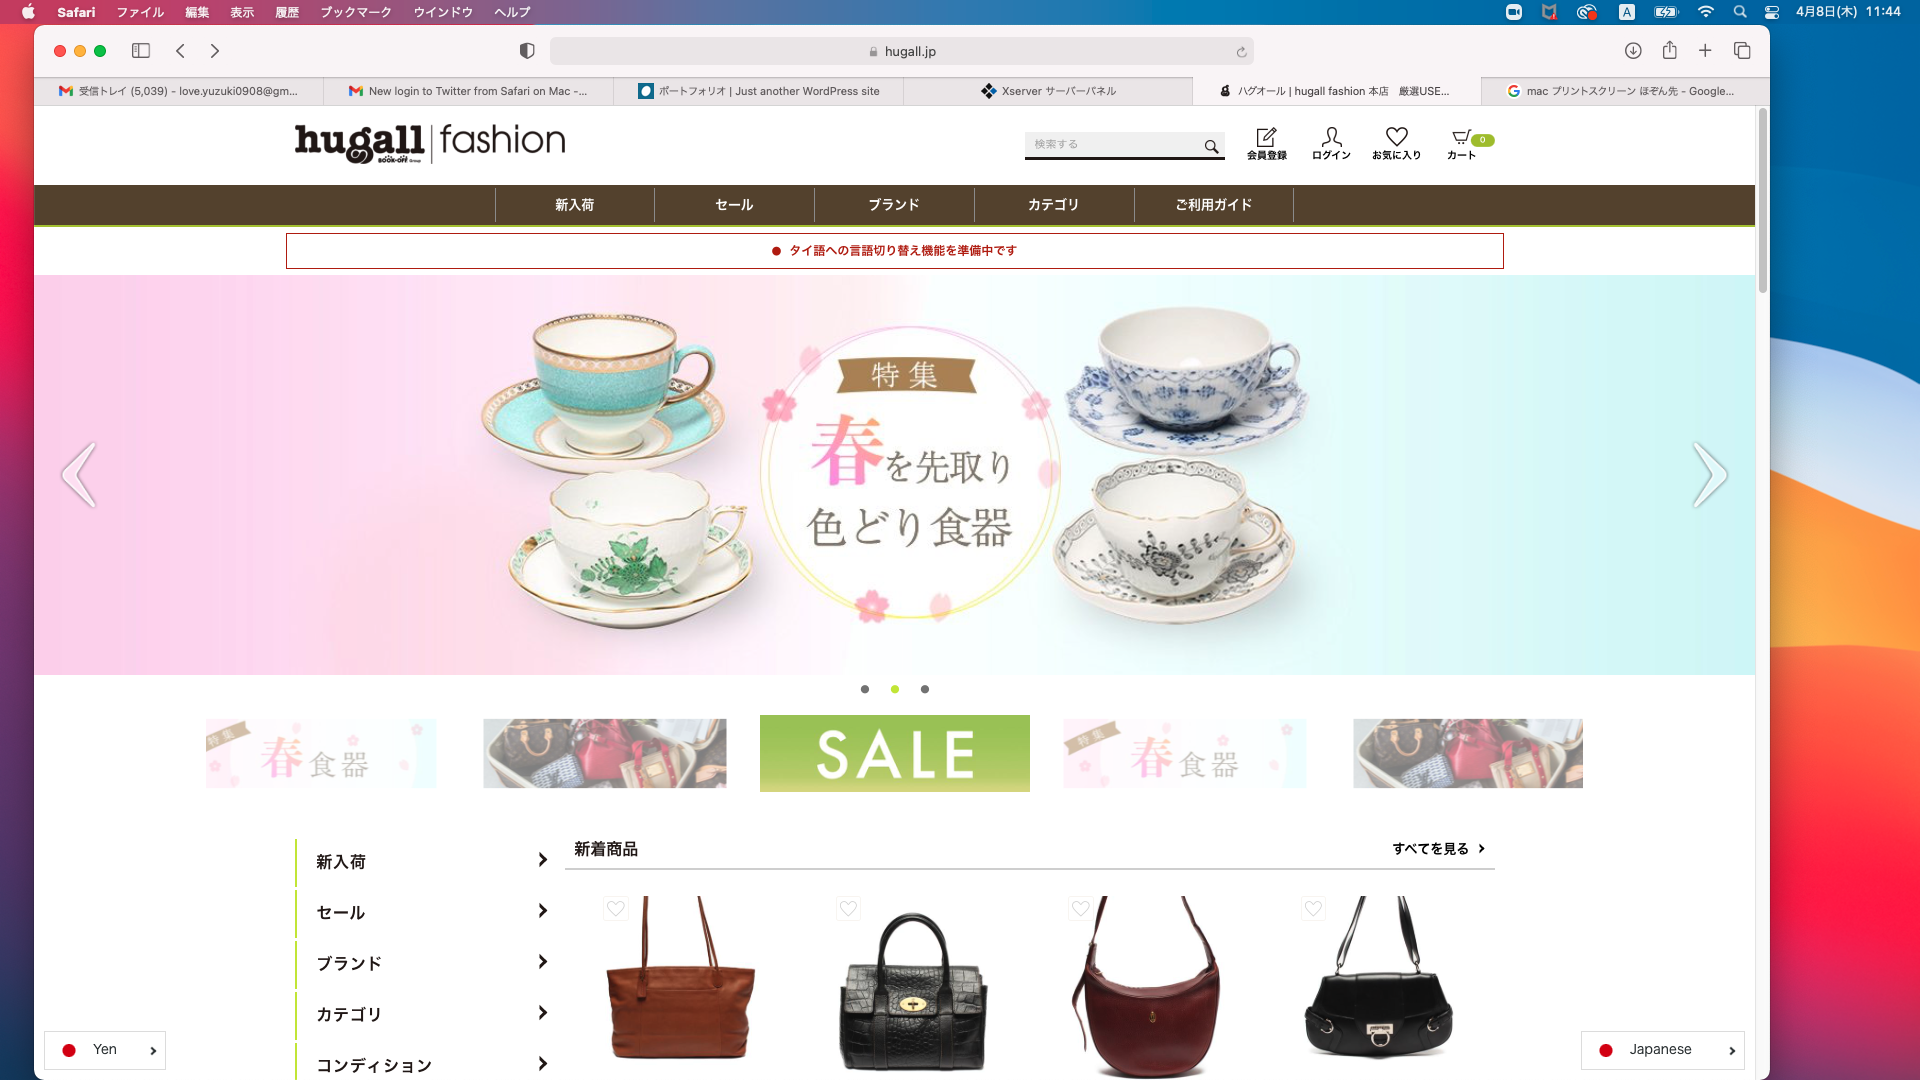 Safari ファイル 編集 表示 履歴 ブックマーク ウインドウ ヘルプ
A 4月8日(木) 11:44
hugall.jp
受信トレイ (5,039) - love.yuzuki0908@gm...
New login to Twitter from Safari on Mac -...
ポートフォリオ | Just another WordPress site
Xserver サーバーパネル
ハグオール | hugall fashion 本店 厳選USE...
mac プリントスクリーン ほぞん先 - Google...
hugall fashion
BOOK-OFF Group
検索する
会員登録
ログイン
お気に入り
カート
0
新入荷
セール
ブランド
カテゴリ
ご利用ガイド
● タイ語への言語切り替え機能を準備中です
特集
春を先取り
色どり食器
特集
春食器
SALE
特集
春食器
新入荷
セール
ブランド
カテゴリ
コンディション
新着商品
すべてを見る
Yen
Japanese